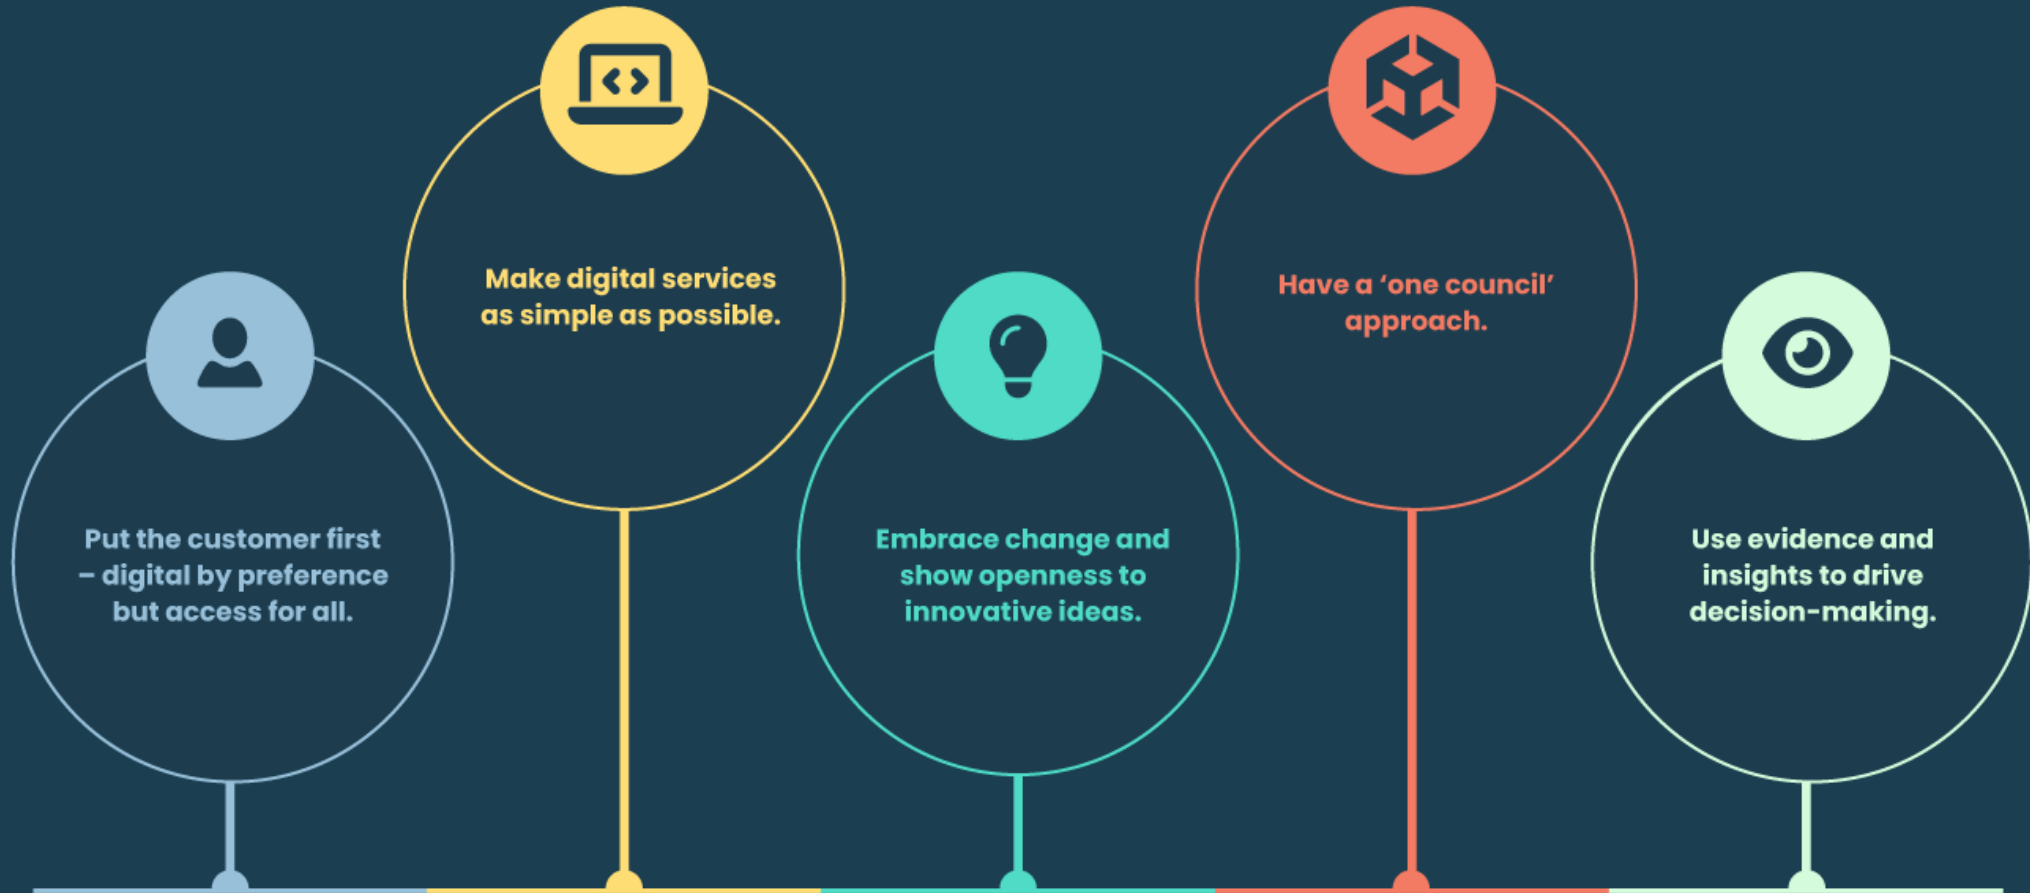 Put the customer first
– digital by preference
but access for all.
Make digital services
as simple as possible.
Embrace change and
show openness to
innovative ideas.
Have a ‘one council’
approach.
Use evidence and
insights to drive
decision-making.